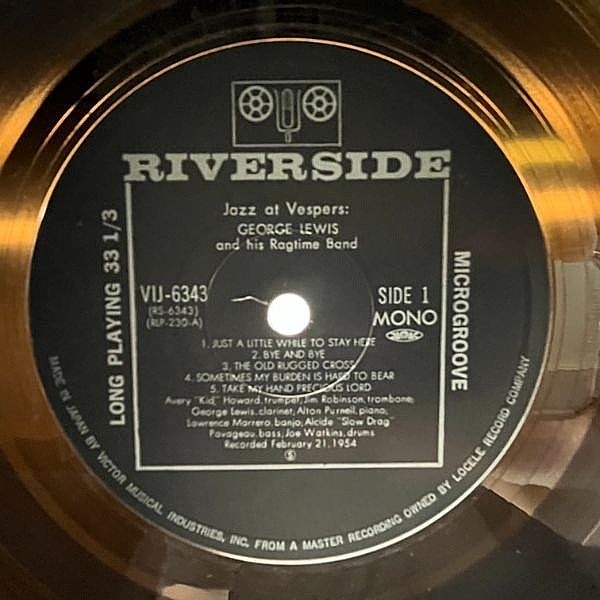 RIVERSIDE
Jazz at Vespers:
GEORGE LEWIS
and his Ragtime Band
LONG PLAYING 33 1/3
MICROGROOVE
VIJ-6343
(RS-6343)
(RLP-230-A)
SIDE 1
MONO
1. JUST A LITTLE WHILE TO STAY HERE
2. BYE AND BYE
3. THE OLD RUGGED CROSS
4. SOMETIMES MY BURDEN IS HARD TO BEAR
5. TAKE MY HAND PRECIOUS LORD
Avery "Kid" Howard, trumpet; Jim Robinson, trombone;
George Lewis, clarinet; Alton Purnell, piano;
Lawrence Marrero, banjo; Alcide "Slow Drag"
Pavageau, bass; Joe Watkins, drums
Recorded February 21, 1954
MADE IN JAPAN BY VICTOR MUSICAL INDUSTRIES, INC. FROM A MASTER RECORDING OWNED BY LOCELE RECORD COMPANY